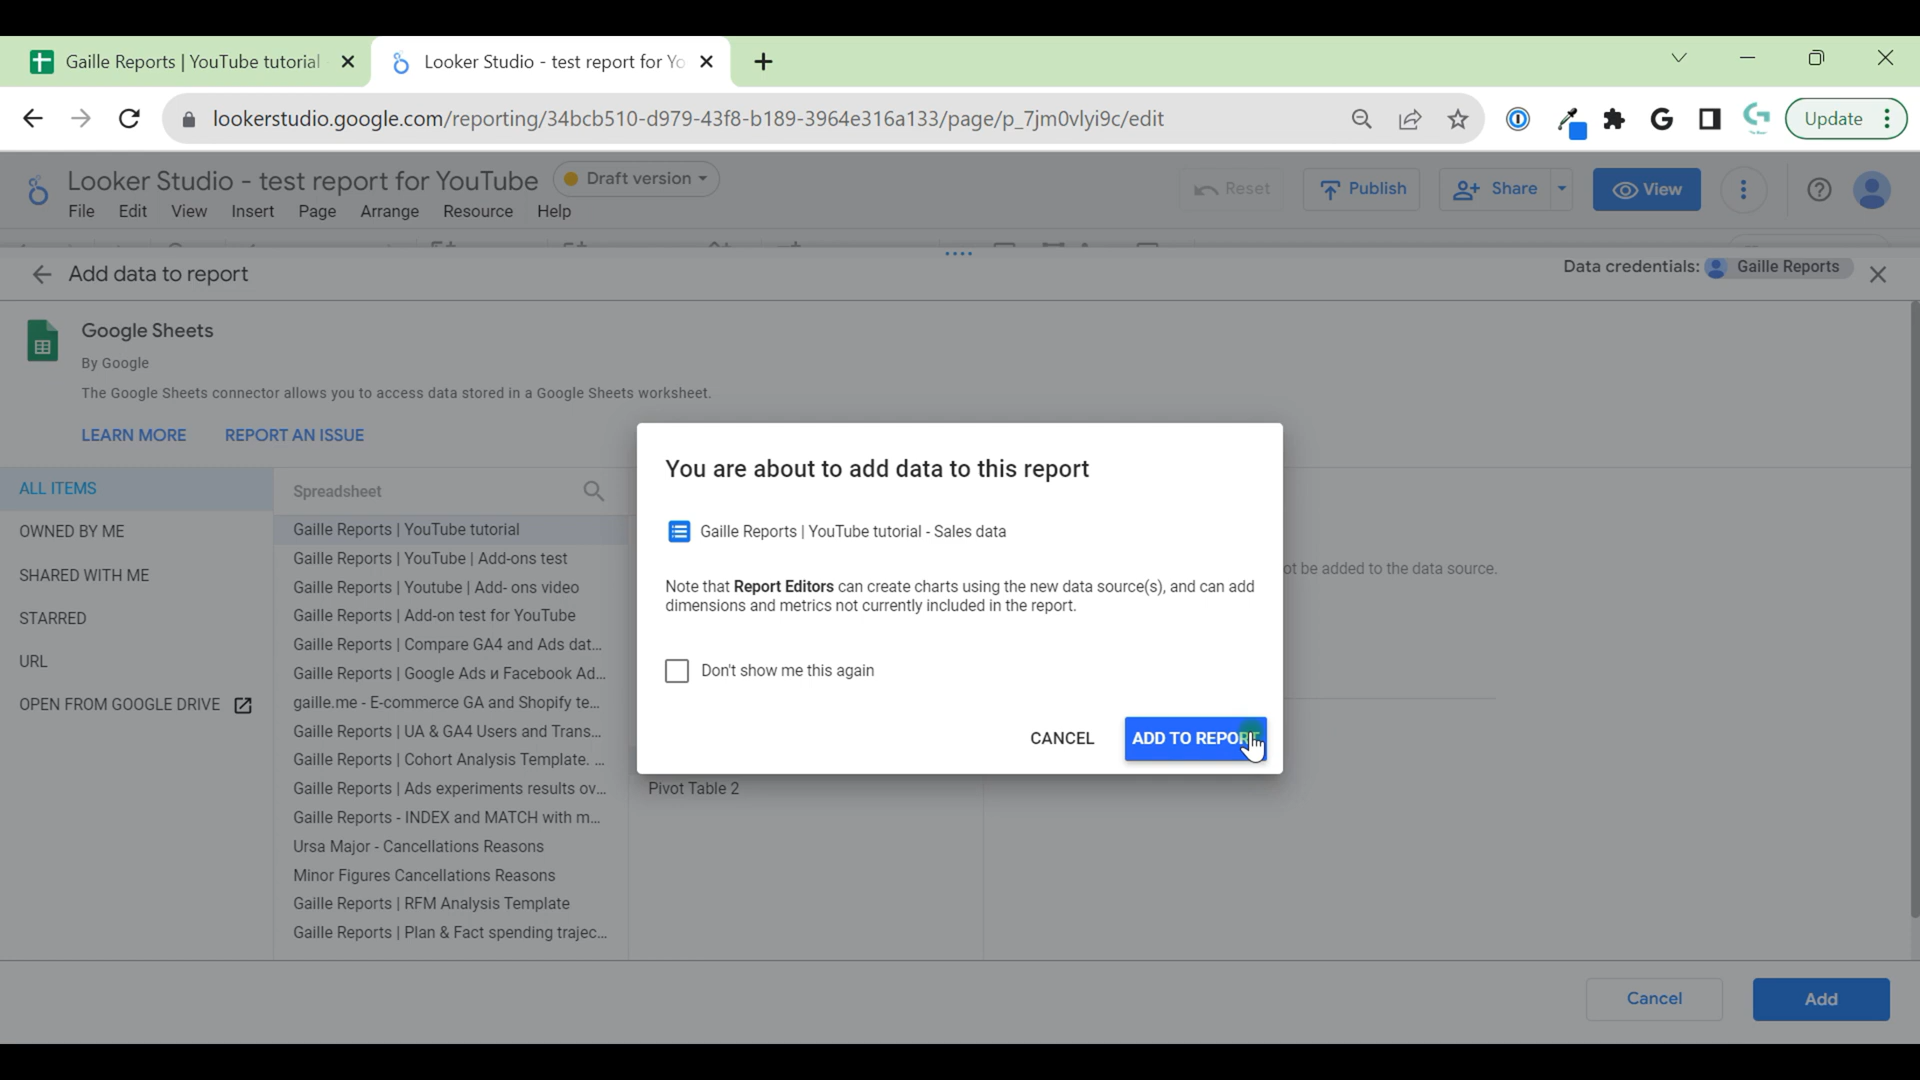 Gaille Reports | YouTube tutorial
Looker Studio - test report for Yo
lookerstudio.google.com/reporting/34bcb510-d979-43f8-b189-3964e316a133/page/p_7jm0vlyi9c/edit
Update
Looker Studio - test report for YouTube
Draft version
Reset
Publish
Share
View
File Edit View Insert Page Arrange Resource Help
Add data to report
Data credentials: Gaille Reports
Google Sheets
By Google
The Google Sheets connector allows you to access data stored in a Google Sheets worksheet.
LEARN MORE
REPORT AN ISSUE
ALL ITEMS
OWNED BY ME
SHARED WITH ME
STARRED
URL
OPEN FROM GOOGLE DRIVE
Spreadsheet
Gaille Reports | YouTube tutorial
Gaille Reports | YouTube | Add-ons test
Gaille Reports | Youtube | Add- ons video
Gaille Reports | Add-on test for YouTube
Gaille Reports | Compare GA4 and Ads dat...
Gaille Reports | Google Ads и Facebook Ad...
gaille.me - E-commerce GA and Shopify te...
Gaille Reports | UA & GA4 Users and Trans...
Gaille Reports | Cohort Analysis Template. ...
Gaille Reports | Ads experiments results ov...
Gaille Reports - INDEX and MATCH with m...
Ursa Major - Cancellations Reasons
Minor Figures Cancellations Reasons
Gaille Reports | RFM Analysis Template
Gaille Reports | Plan & Fact spending trajec...
Pivot Table 2
ot be added to the data source.
You are about to add data to this report
Gaille Reports | YouTube tutorial - Sales data
Note that Report Editors can create charts using the new data source(s), and can add
dimensions and metrics not currently included in the report.
Don't show me this again
CANCEL
ADD TO REPORT
Cancel
Add